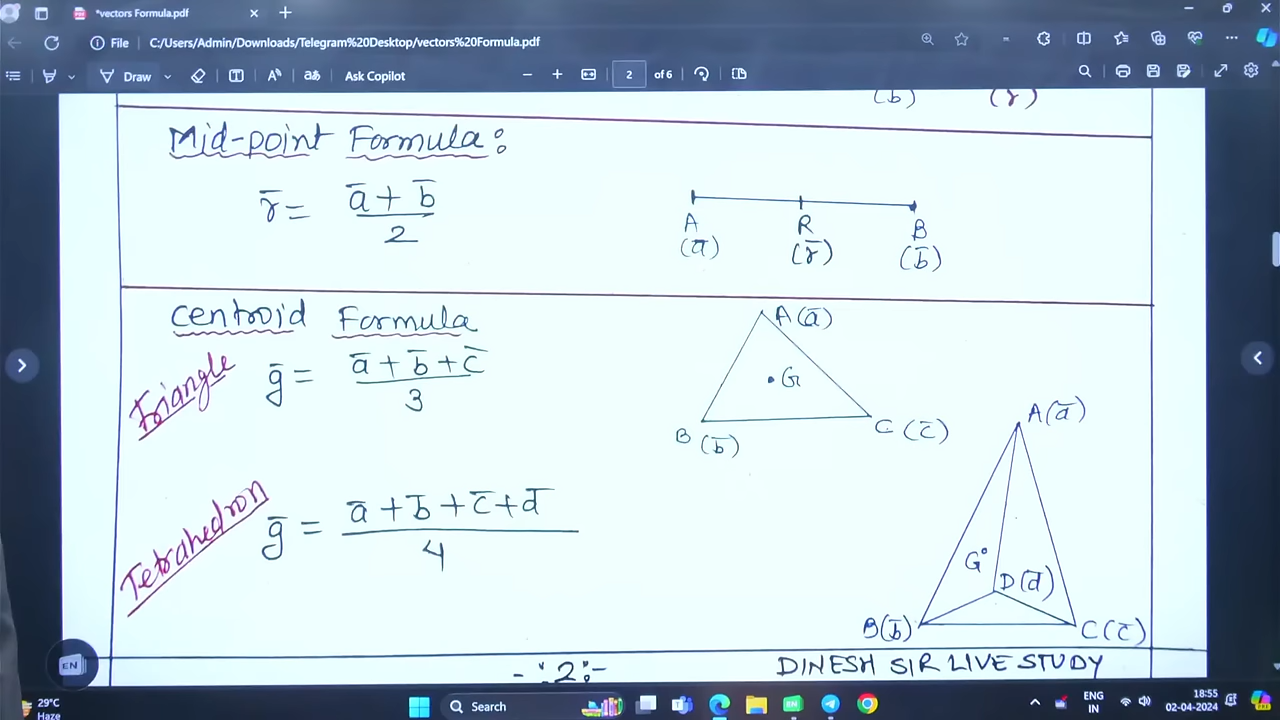 *vectors Formula.pdf
File
C:/Users/Admin/Downloads/Telegram%20Desktop/vectors%20Formula.pdf
Draw
Ask Copilot
2 of 6
(b̄) (r̄)
Mid-point Formula:
r̄ = (ā + b̄)/2
A R B
(ā) (r̄) (b̄)
Centroid Formula
Triangle
ḡ = (ā + b̄ + c̄)/3
A(ā)
G
B (b̄)
C (c̄)
Tetrahedron
ḡ = (ā + b̄ + c̄ + d̄)/4
A(ā)
G
D(d̄)
B(b̄)
C(c̄)
-:2:-
DINESH SIR LIVE STUDY
EN
29°C
Haze
Search
ENG
IN
18:55
02-04-2024